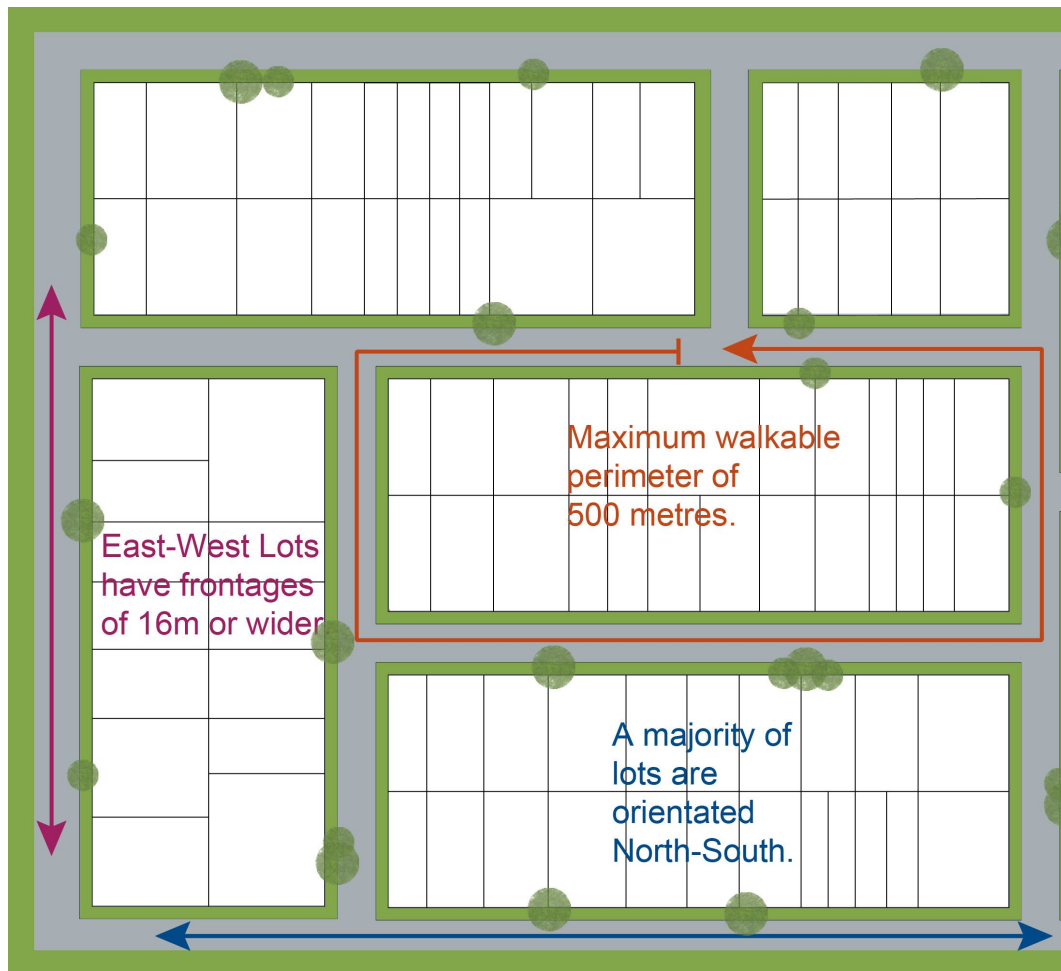 Maximum walkable
perimeter of
500 metres.
East-West Lots
have frontages
of 16m or wider.
A majority of
lots are
orientated
North-South.